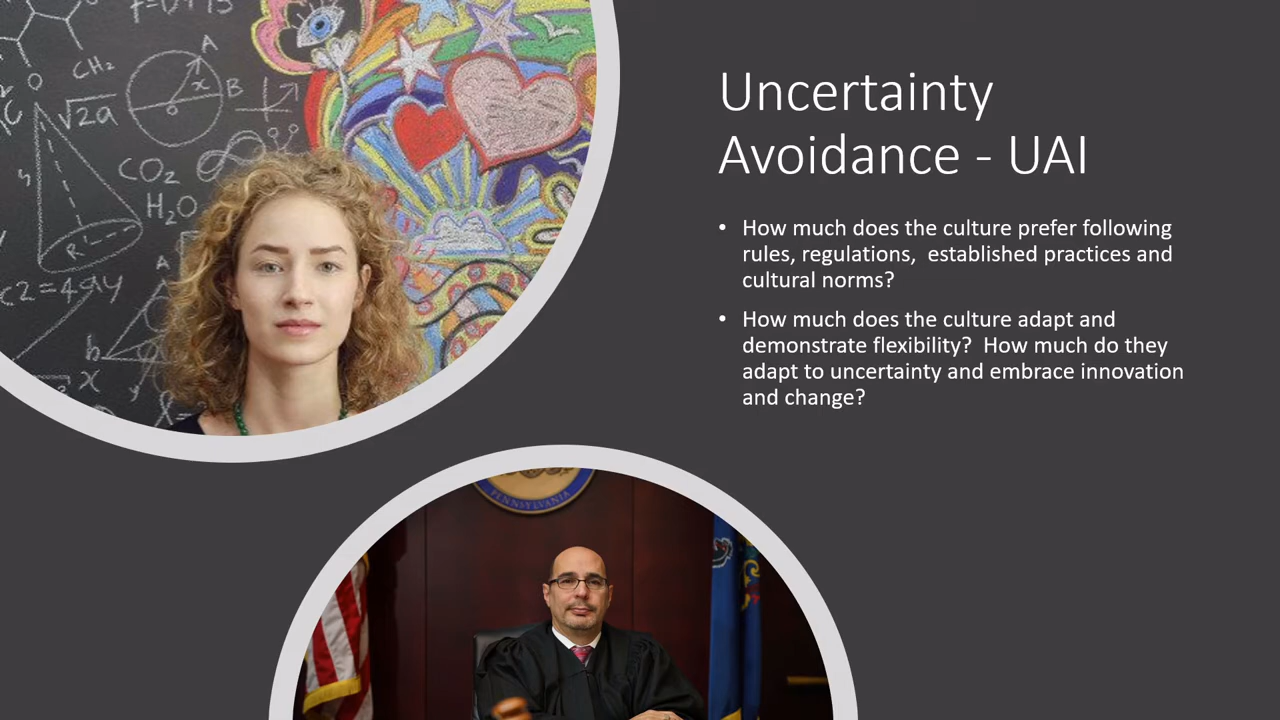 Uncertainty
Avoidance - UAI
• How much does the culture prefer following
rules, regulations,  established practices and
cultural norms?
• How much does the culture adapt and
demonstrate flexibility?  How much do they
adapt to uncertainty and embrace innovation
and change?
O
CH₂
A
√2a
x
B
CO₂
H₂O
R
A
c2=4ay
b
x
PENNSYLVANIA